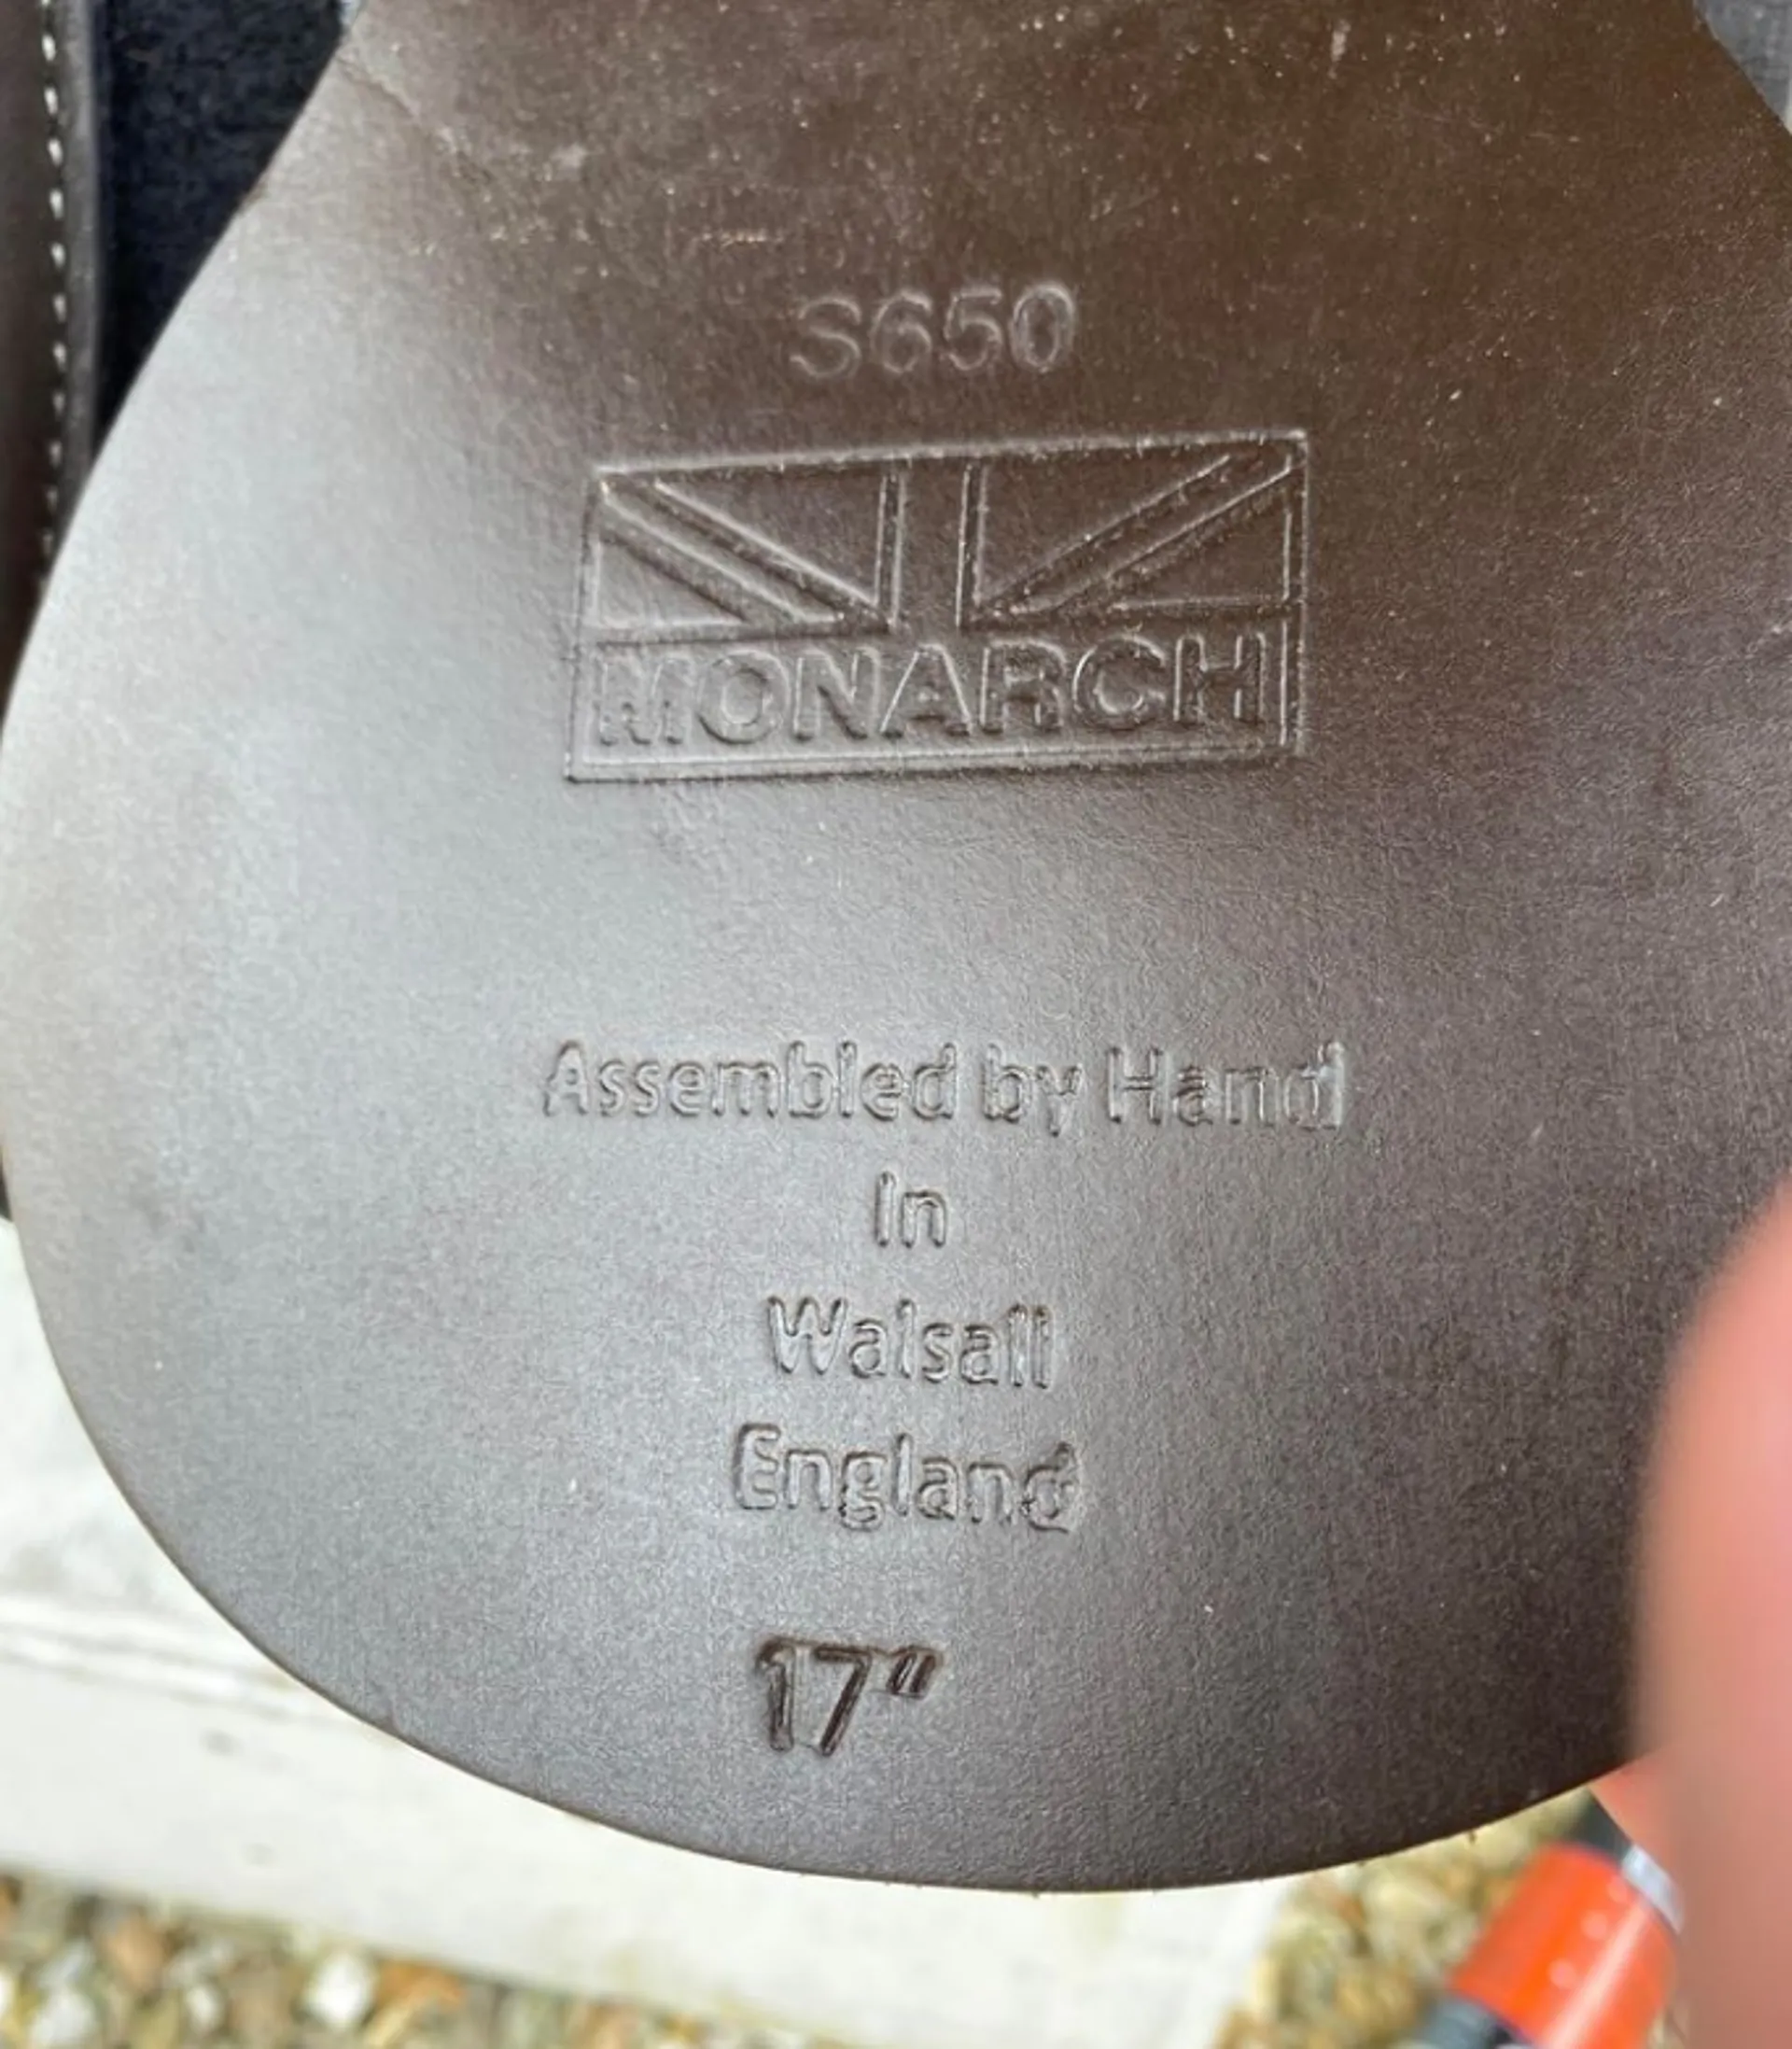 S650
MONARCH
Assembled by Hand
In
Walsall
England
17"